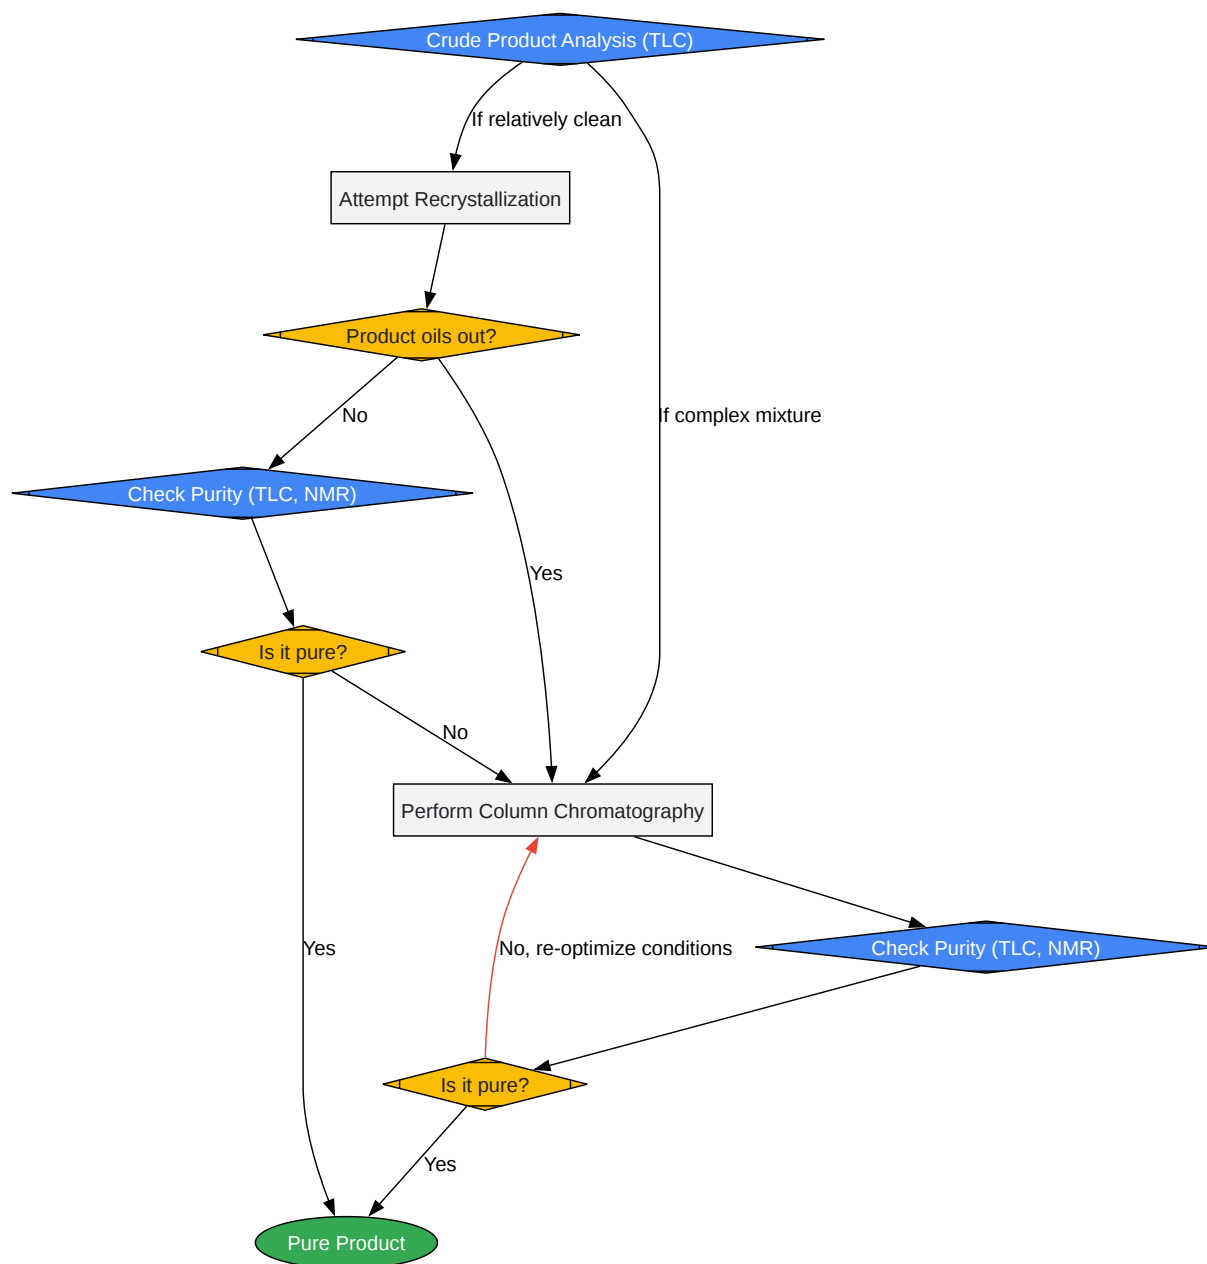 Crude Product Analysis (TLC)
If relatively clean
Attempt Recrystallization
Product oils out?
No
If complex mixture
Check Purity (TLC, NMR)
Yes
Is it pure?
No
Perform Column Chromatography
Yes
No, re-optimize conditions
Check Purity (TLC, NMR)
Is it pure?
Yes
Pure Product